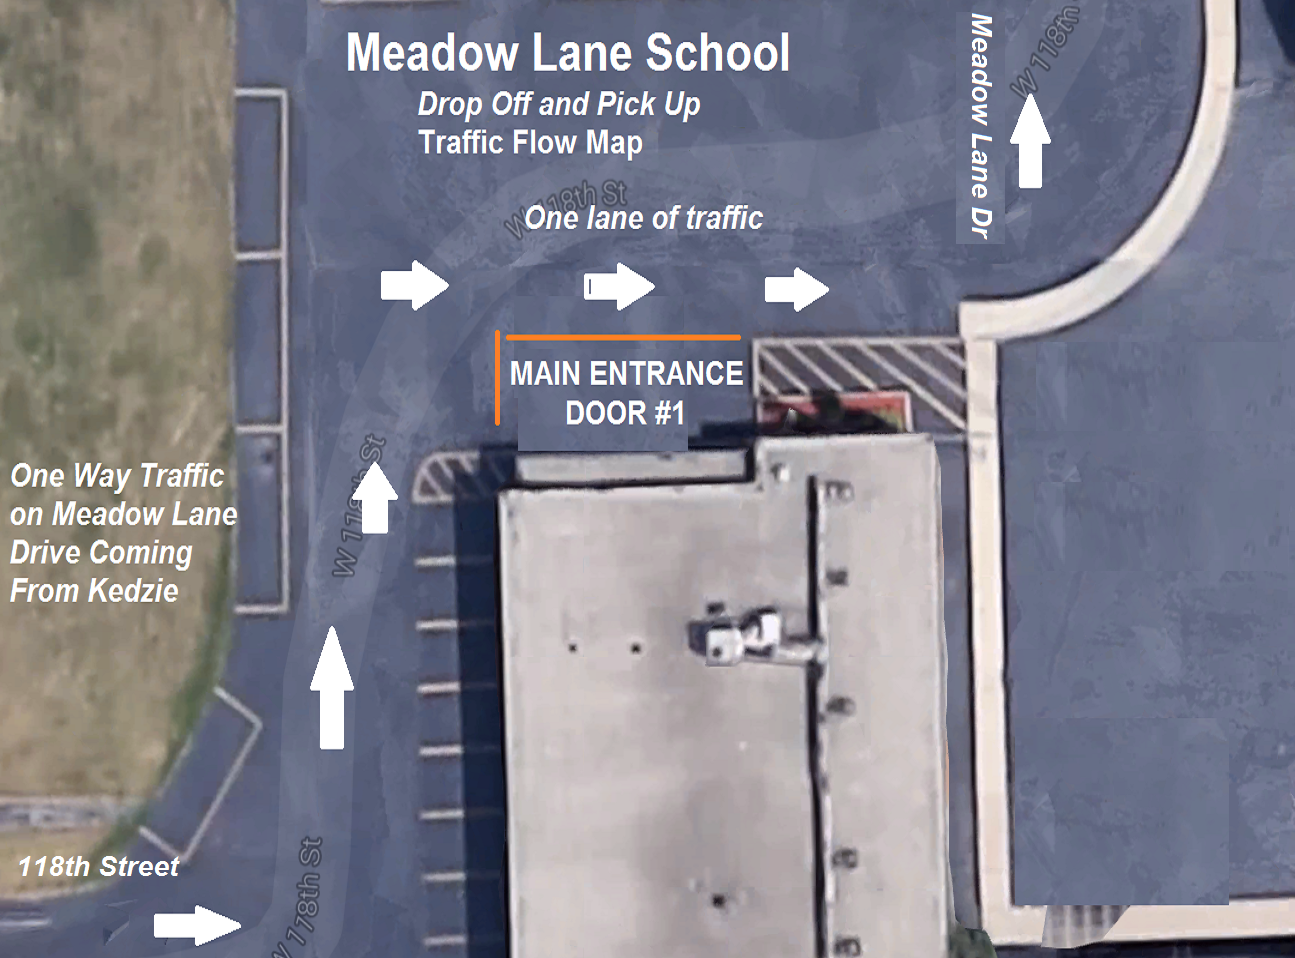 Meadow Lane School
Drop Off and Pick Up
Traffic Flow Map
Meadow Lane Dr
W 118th
W 118th St
One lane of traffic
MAIN ENTRANCE
DOOR #1
W 118th St
One Way Traffic
on Meadow Lane
Drive Coming
From Kedzie
118th Street
W 118th St